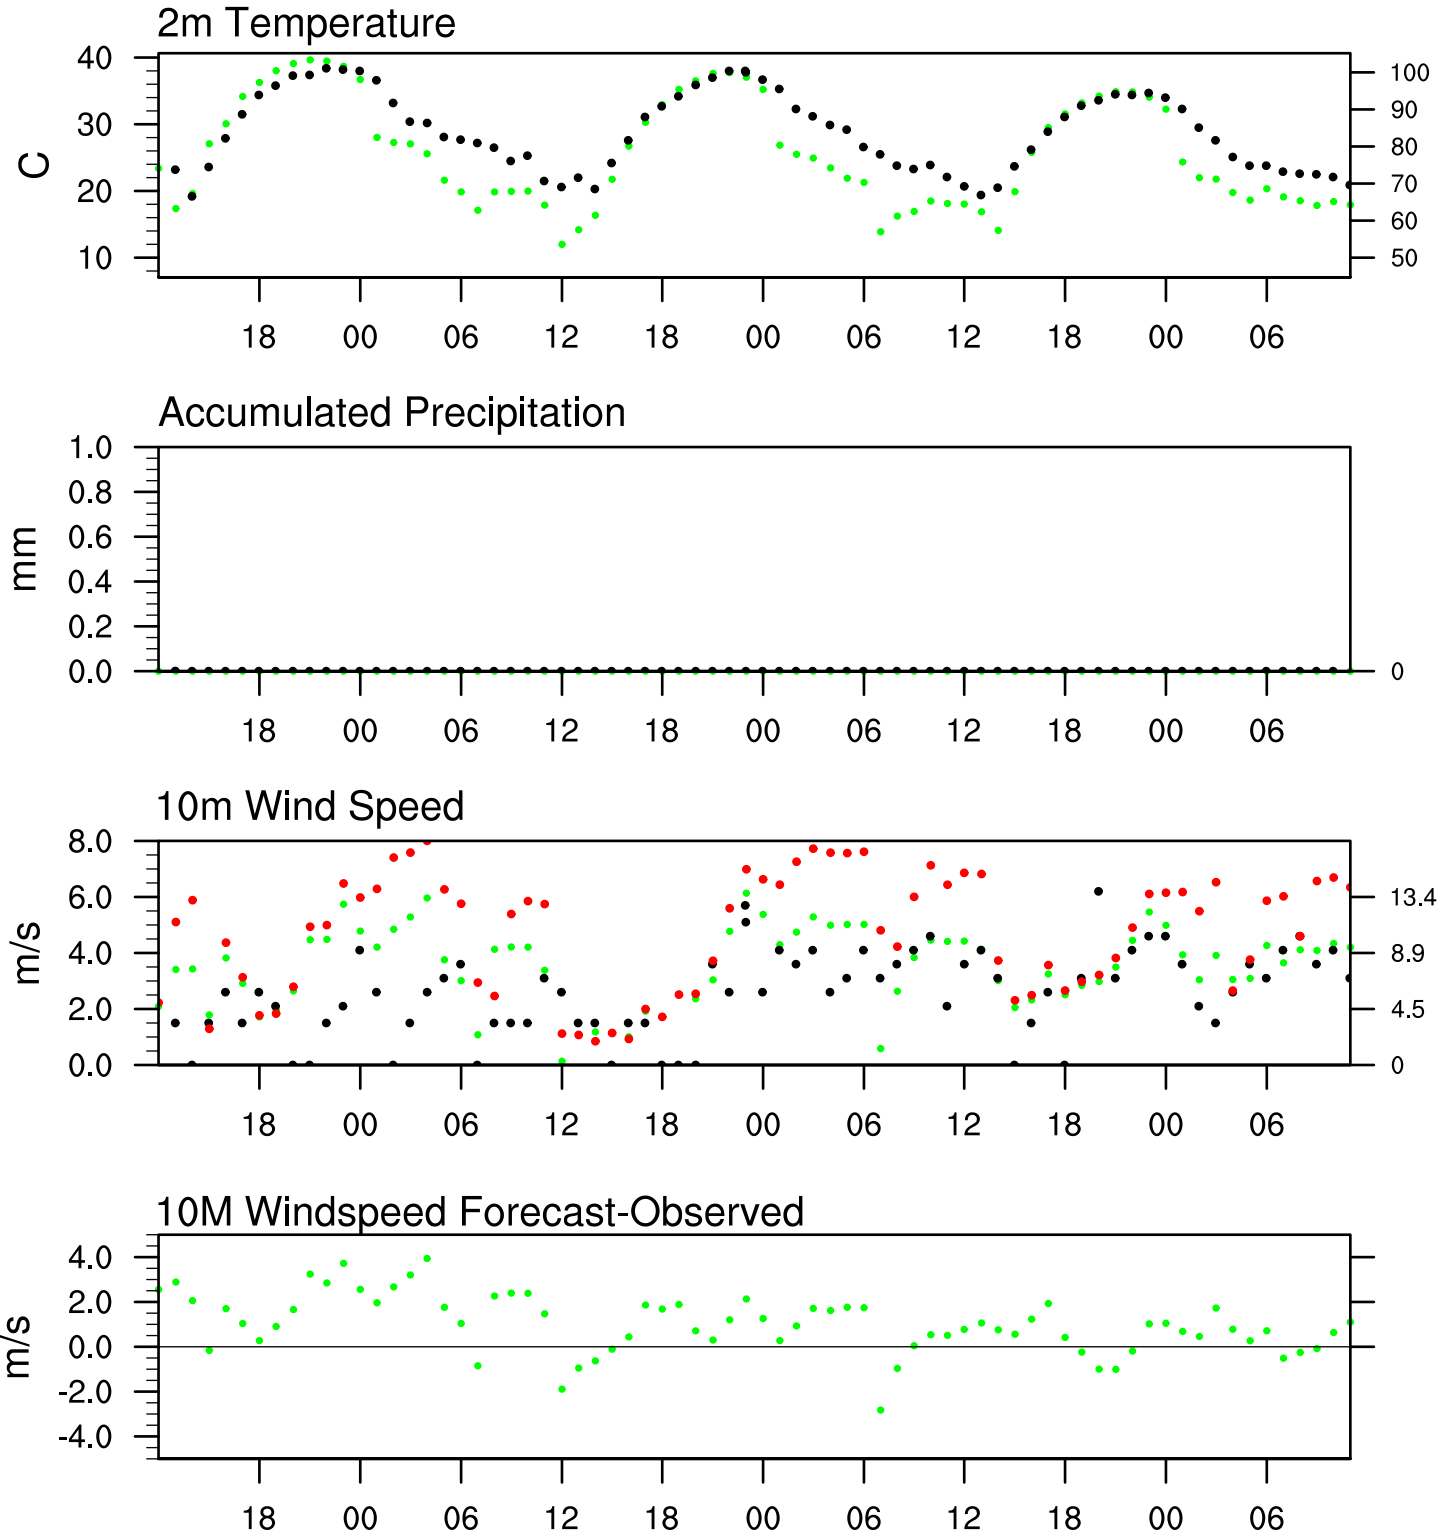 2m Temperature
40
30
20
10
C
100
90
80
70
60
50
18 00 06 12 18 00 06 12 18 00 06
Accumulated Precipitation
1.0
0.8
0.6
0.4
0.2
0.0
mm
0
18 00 06 12 18 00 06 12 18 00 06
10m Wind Speed
8.0
6.0
4.0
2.0
0.0
m/s
13.4
8.9
4.5
0
18 00 06 12 18 00 06 12 18 00 06
10M Windspeed Forecast-Observed
4.0
2.0
0.0
-2.0
-4.0
m/s
18 00 06 12 18 00 06 12 18 00 06